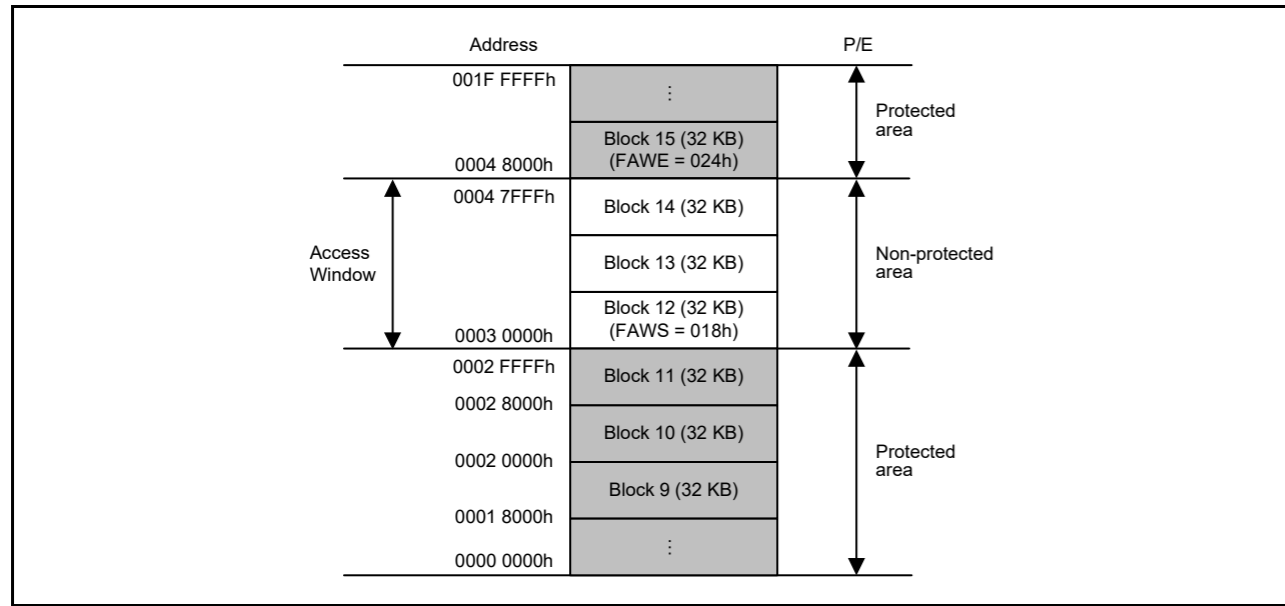 Address P/E
001F FFFFh
⋮
Protected
area
Block 15 (32 KB)
(FAWE = 024h)
0004 8000h
0004 7FFFh
Block 14 (32 KB)
Access
Window
Block 13 (32 KB)
Non-protected
area
Block 12 (32 KB)
(FAWS = 018h)
0003 0000h
0002 FFFFh
Block 11 (32 KB)
0002 8000h
Block 10 (32 KB)
0002 0000h
Protected
area
Block 9 (32 KB)
0001 8000h
⋮
0000 0000h